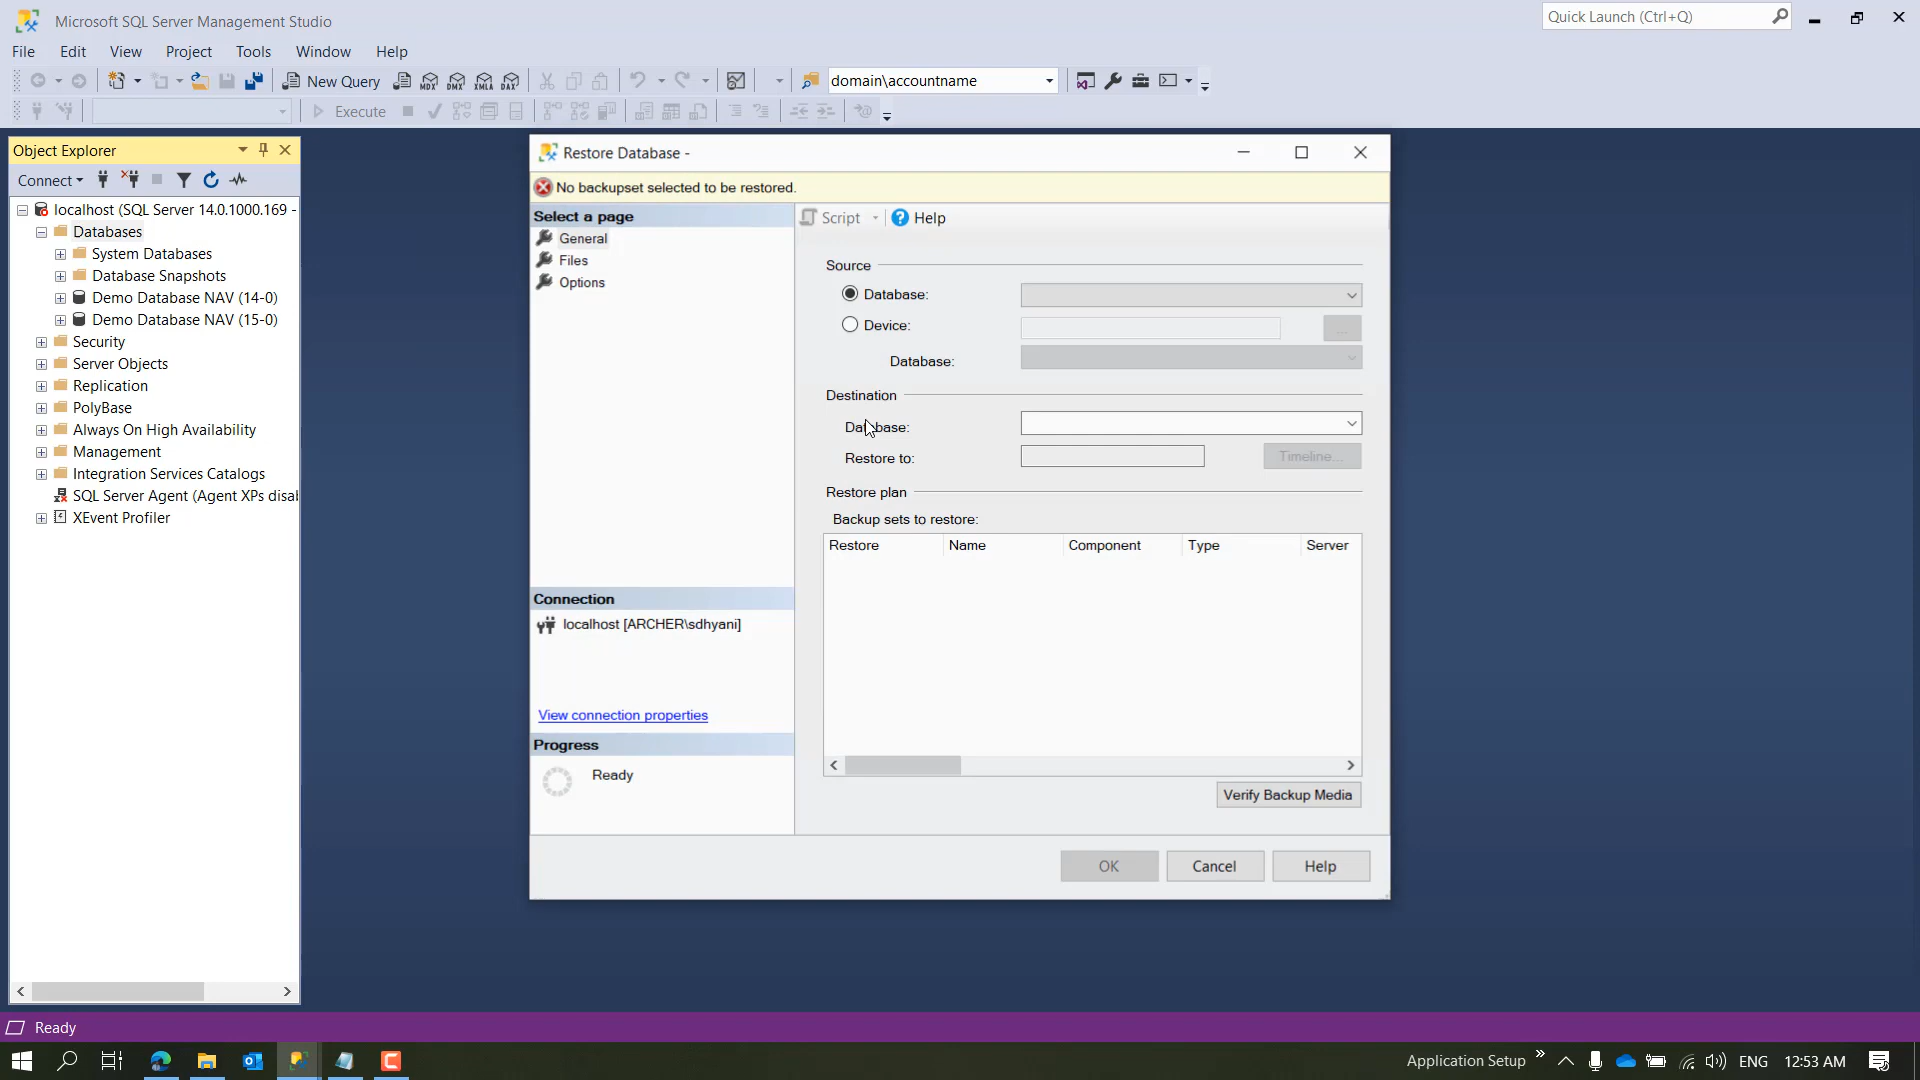 Microsoft SQL Server Management Studio
Quick Launch (Ctrl+Q)
File Edit View Project Tools Window Help
New Query
MDX DMX XMLA DAX
domain\accountname
Execute
Object Explorer
Connect
localhost (SQL Server 14.0.1000.169 -
Databases
System Databases
Database Snapshots
Demo Database NAV (14-0)
Demo Database NAV (15-0)
Security
Server Objects
Replication
PolyBase
Always On High Availability
Management
Integration Services Catalogs
SQL Server Agent (Agent XPs disal
XEvent Profiler
Restore Database -
No backupset selected to be restored.
Select a page
General
Files
Options
Connection
localhost [ARCHER\sdhyani]
View connection properties
Progress
Ready
Script Help
Source
Database:
Device:
...
Database:
Destination
Database:
Restore to:
Timeline...
Restore plan
Backup sets to restore:
Restore Name Component Type Server
Verify Backup Media
OK Cancel Help
Ready
Application Setup
ENG
12:53 AM